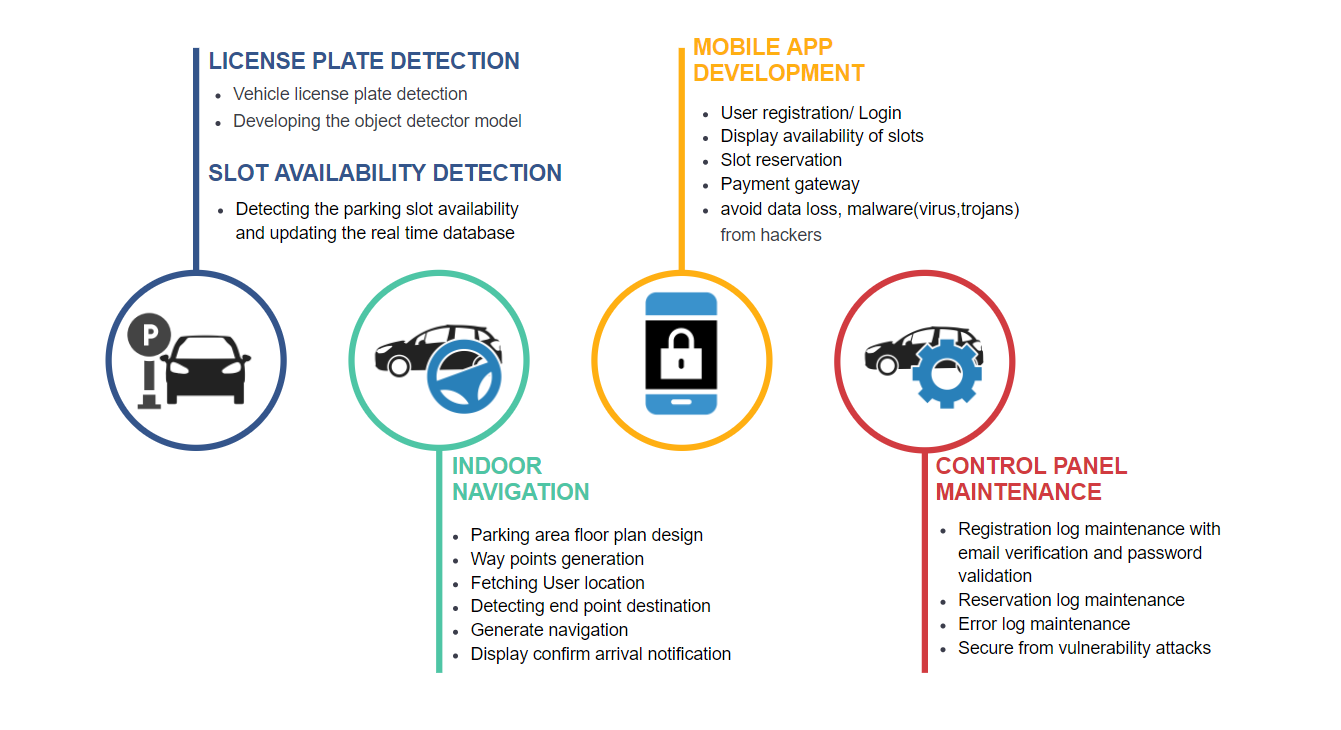 LICENSE PLATE DETECTION
• Vehicle license plate detection
• Developing the object detector model
SLOT AVAILABILITY DETECTION
• Detecting the parking slot availability
and updating the real time database
MOBILE APP
DEVELOPMENT
• User registration/ Login
• Display availability of slots
• Slot reservation
• Payment gateway
• avoid data loss, malware(virus,trojans)
from hackers
P
INDOOR
NAVIGATION
• Parking area floor plan design
• Way points generation
• Fetching User location
• Detecting end point destination
• Generate navigation
• Display confirm arrival notification
CONTROL PANEL
MAINTENANCE
• Registration log maintenance with
email verification and password
validation
• Reservation log maintenance
• Error log maintenance
• Secure from vulnerability attacks